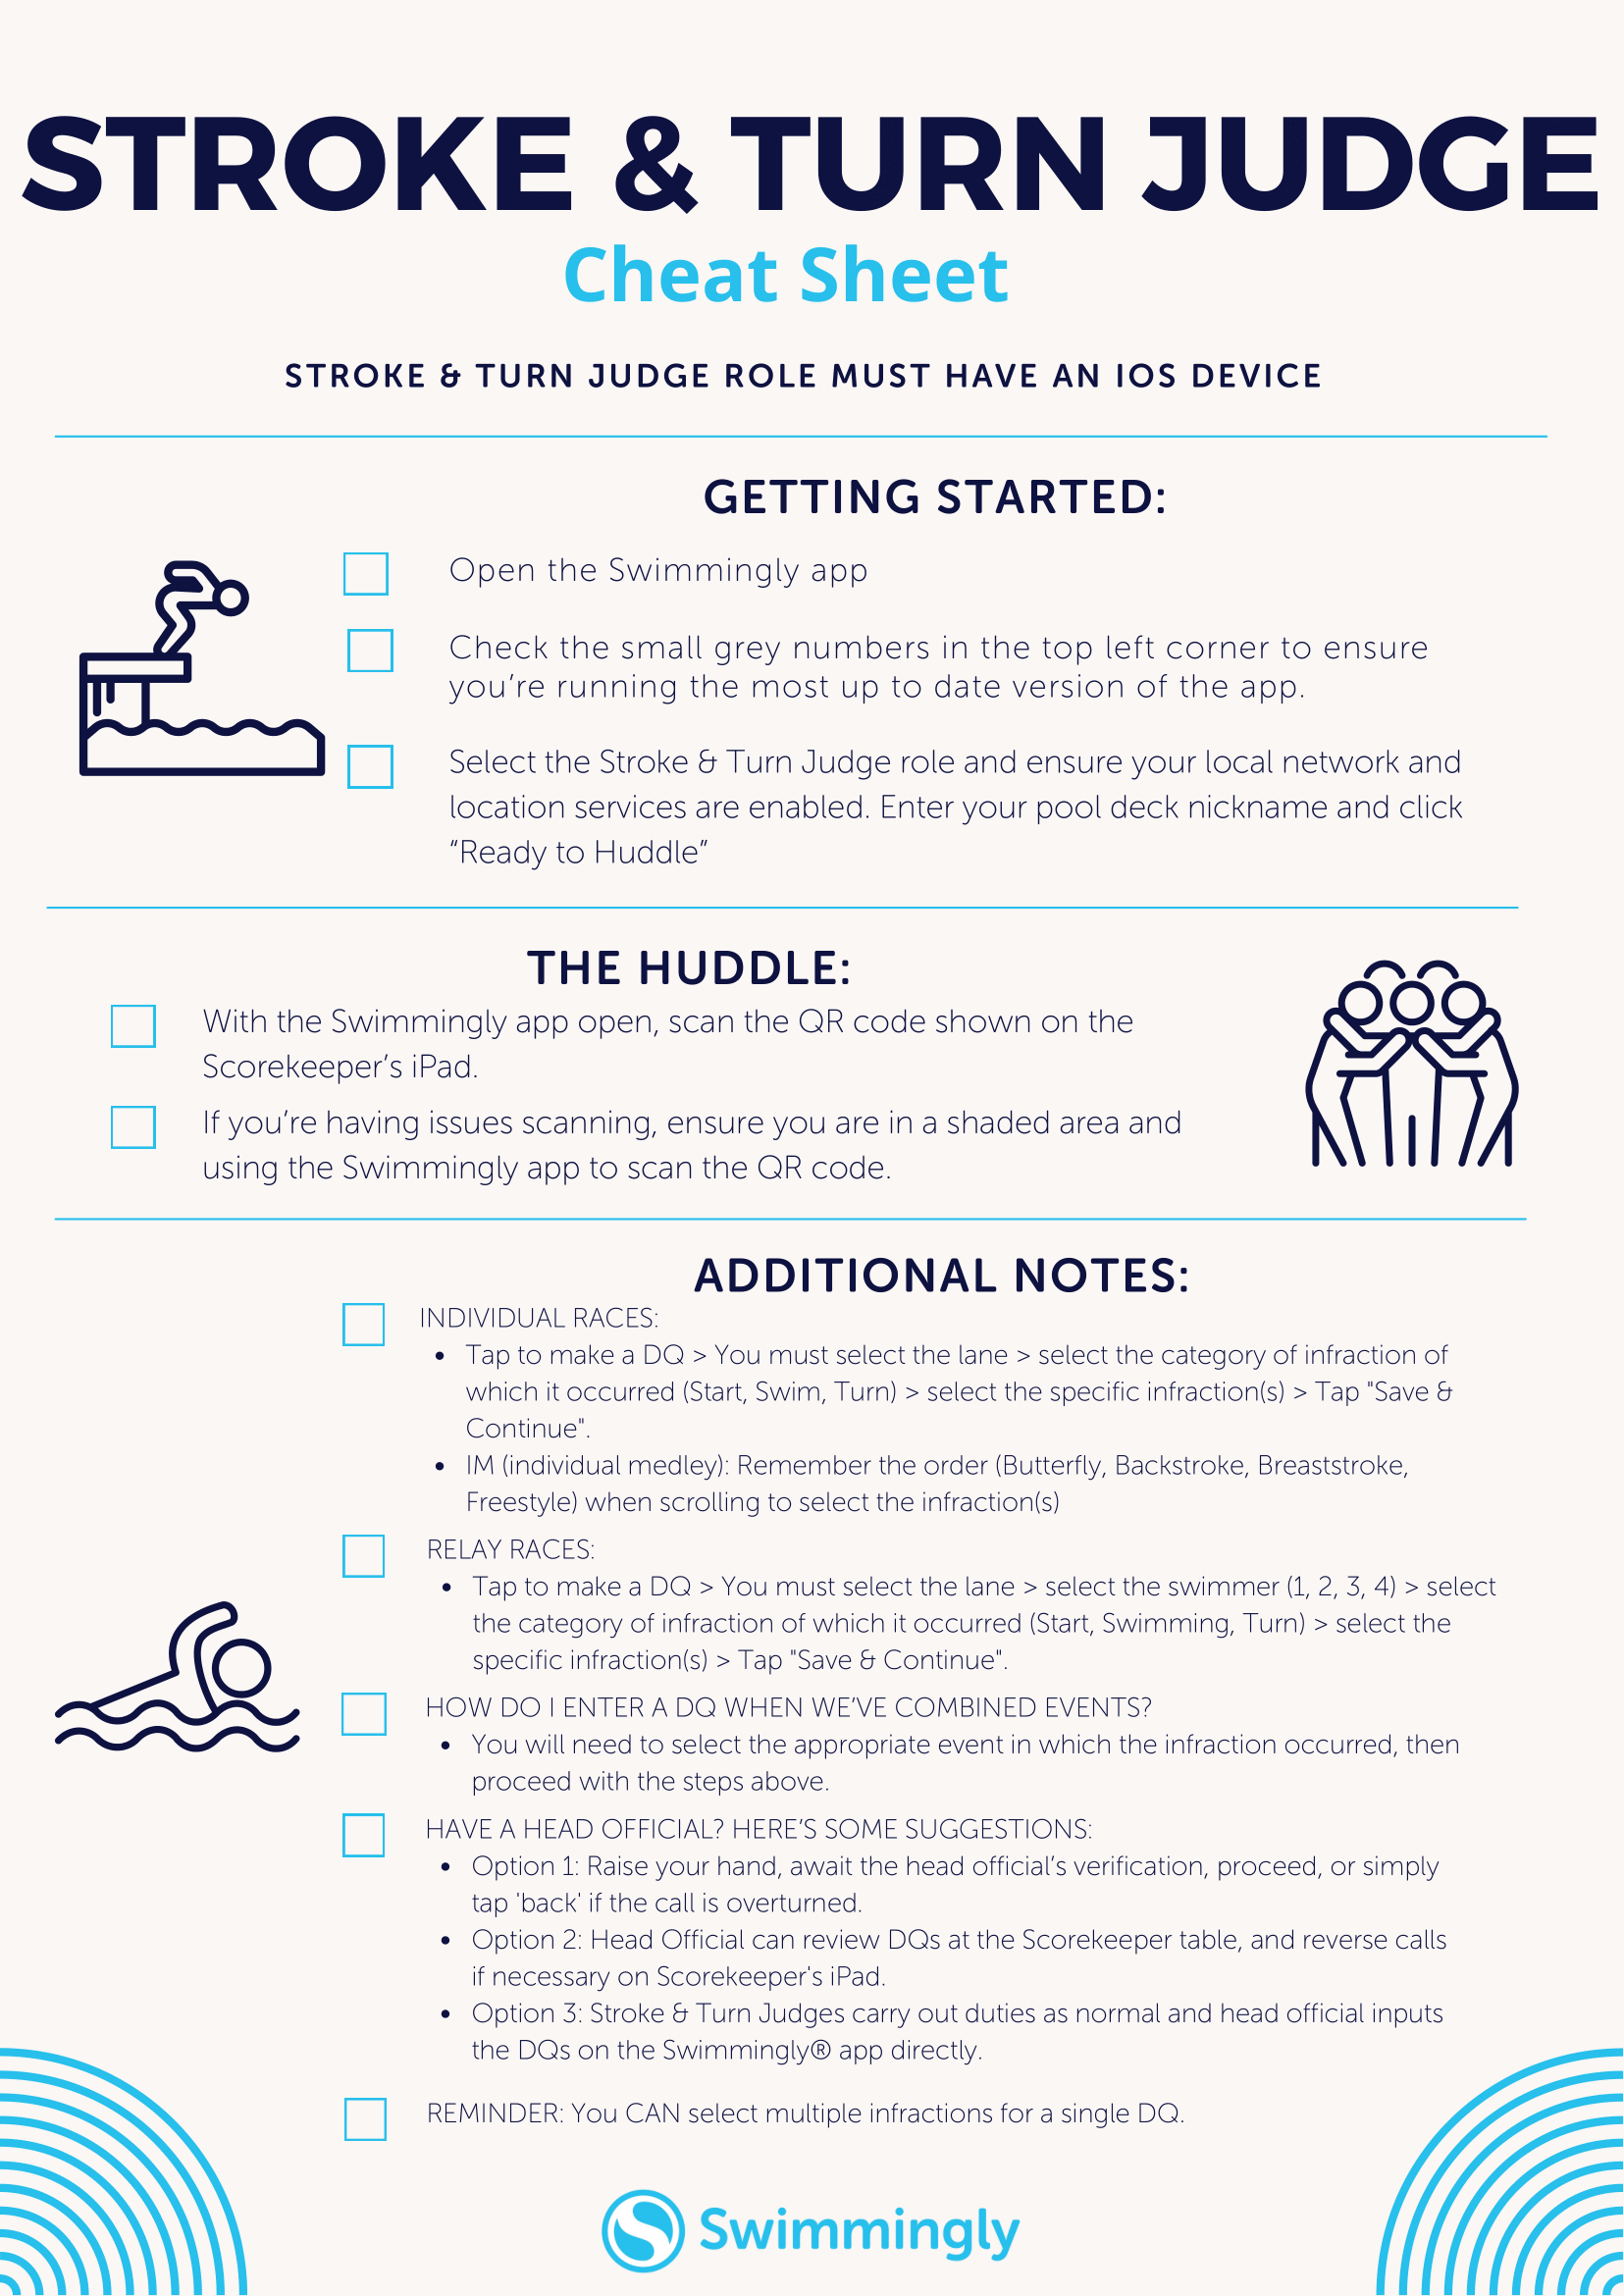 STROKE & TURN JUDGE
Cheat Sheet
STROKE & TURN JUDGE ROLE MUST HAVE AN IOS DEVICE
GETTING STARTED:
Open the Swimmingly app
Check the small grey numbers in the top left corner to ensure
you’re running the most up to date version of the app.
Select the Stroke & Turn Judge role and ensure your local network and
location services are enabled. Enter your pool deck nickname and click
“Ready to Huddle”
THE HUDDLE:
With the Swimmingly app open, scan the QR code shown on the
Scorekeeper’s iPad.
If you’re having issues scanning, ensure you are in a shaded area and
using the Swimmingly app to scan the QR code.
ADDITIONAL NOTES:
INDIVIDUAL RACES:
• Tap to make a DQ > You must select the lane > select the category of infraction of
which it occurred (Start, Swim, Turn) > select the specific infraction(s) > Tap "Save &
Continue".
• IM (individual medley): Remember the order (Butterfly, Backstroke, Breaststroke,
Freestyle) when scrolling to select the infraction(s)
RELAY RACES:
• Tap to make a DQ > You must select the lane > select the swimmer (1, 2, 3, 4) > select
the category of infraction of which it occurred (Start, Swimming, Turn) > select the
specific infraction(s) > Tap "Save & Continue".
HOW DO I ENTER A DQ WHEN WE’VE COMBINED EVENTS?
• You will need to select the appropriate event in which the infraction occurred, then
proceed with the steps above.
HAVE A HEAD OFFICIAL? HERE’S SOME SUGGESTIONS:
• Option 1: Raise your hand, await the head official’s verification, proceed, or simply
tap 'back' if the call is overturned.
• Option 2: Head Official can review DQs at the Scorekeeper table, and reverse calls
if necessary on Scorekeeper's iPad.
• Option 3: Stroke & Turn Judges carry out duties as normal and head official inputs
the DQs on the Swimmingly® app directly.
REMINDER: You CAN select multiple infractions for a single DQ.
Swimmingly